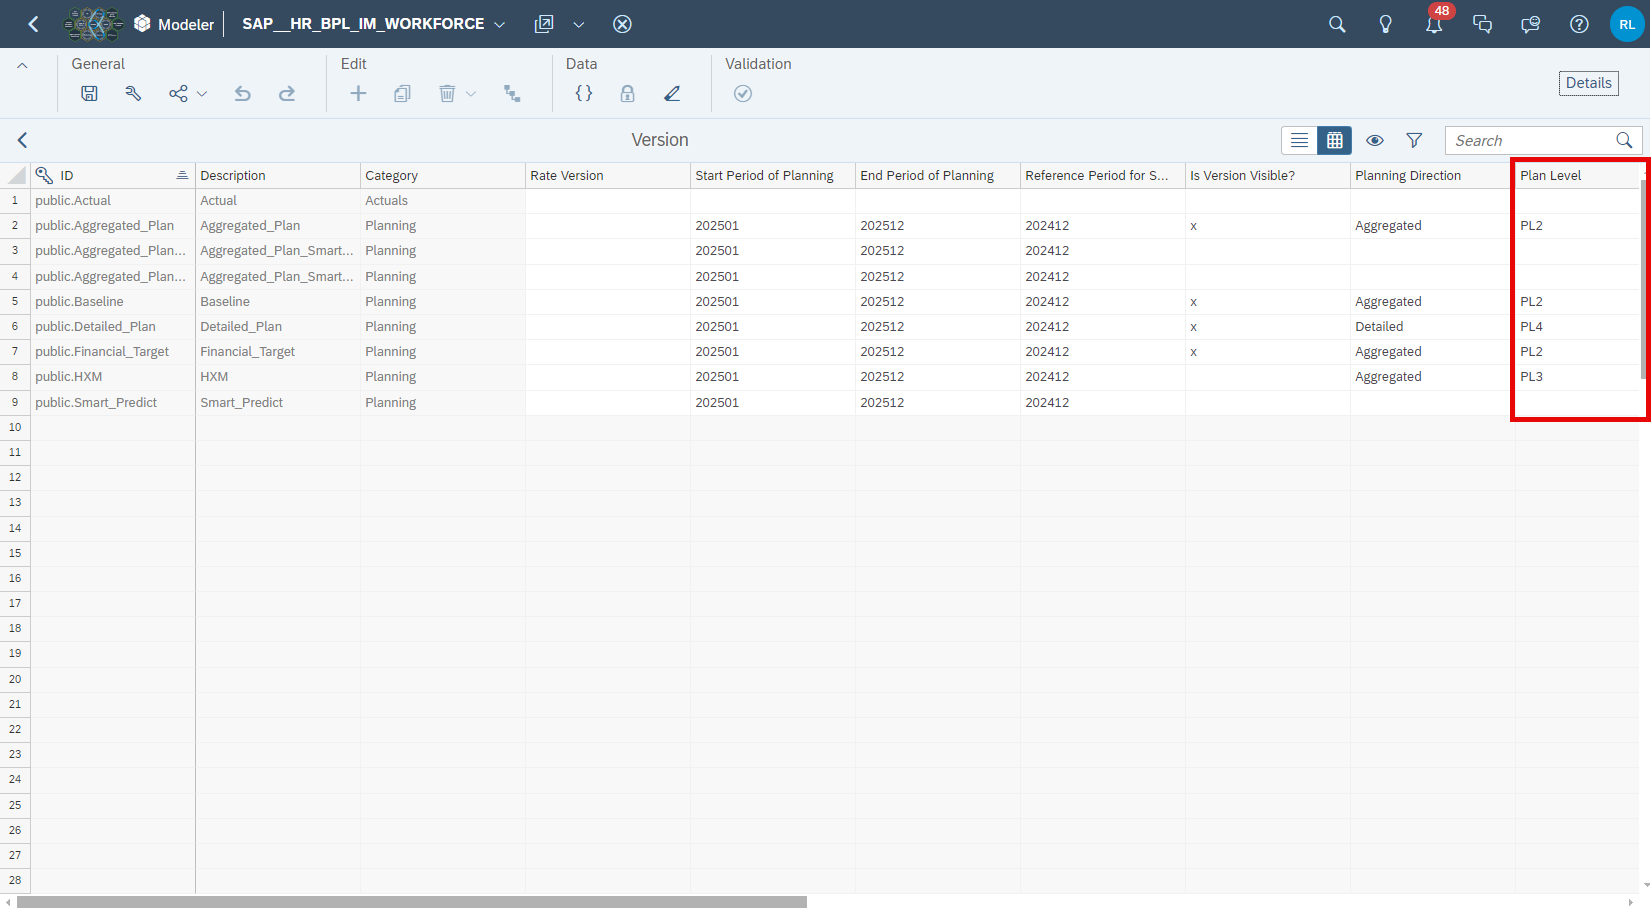 Modeler SAP__HR_BPL_IM_WORKFORCE 48 RL
General Edit Data Validation
Details
Version Search
ID Description Category Rate Version Start Period of Planning End Period of Planning Reference Period for S... Is Version Visible? Planning Direction Plan Level
1 public.Actual Actual Actuals
2 public.Aggregated_Plan Aggregated_Plan Planning 202501 202512 202412 x Aggregated PL2
3 public.Aggregated_Plan... Aggregated_Plan_Smart... Planning 202501 202512 202412
4 public.Aggregated_Plan... Aggregated_Plan_Smart... Planning 202501 202512 202412
5 public.Baseline Baseline Planning 202501 202512 202412 x Aggregated PL2
6 public.Detailed_Plan Detailed_Plan Planning 202501 202512 202412 x Detailed PL4
7 public.Financial_Target Financial_Target Planning 202501 202512 202412 x Aggregated PL2
8 public.HXM HXM Planning 202501 202512 202412 Aggregated PL3
9 public.Smart_Predict Smart_Predict Planning 202501 202512 202412
10
11
12
13
14
15
16
17
18
19
20
21
22
23
24
25
26
27
28